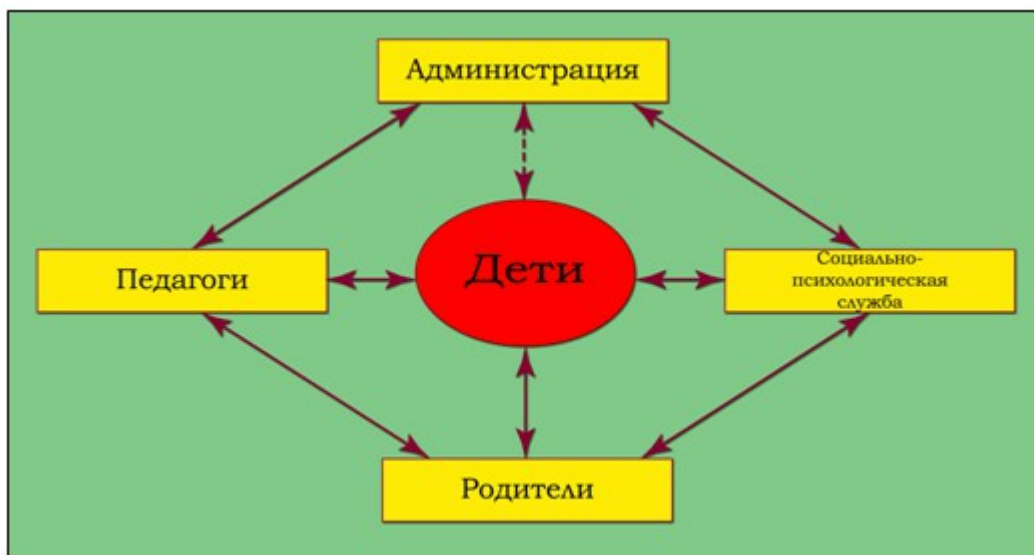 Администрация
Педагоги
Дети
Социально-
психологическая
служба
Родители